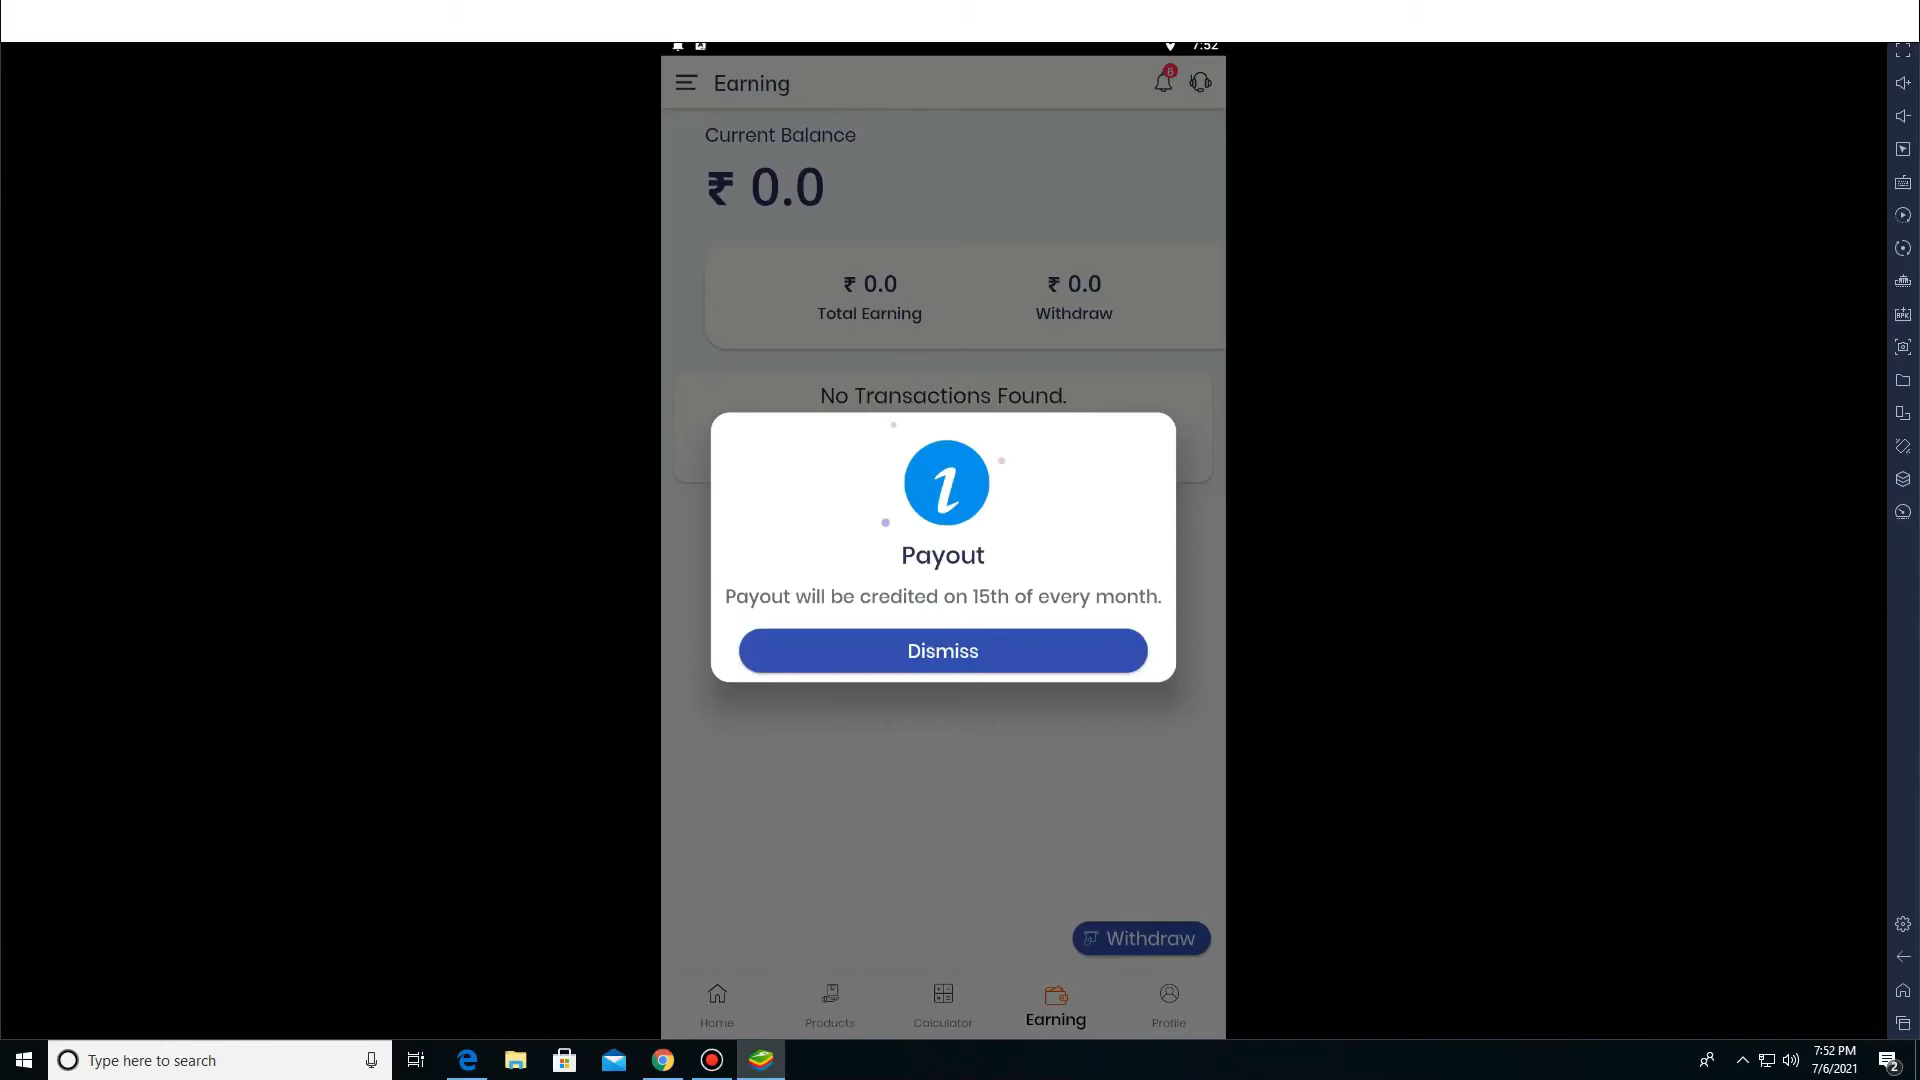 7:52
Earning
6
Current Balance
₹ 0.0
₹ 0.0
₹ 0.0
Total Earning
Withdraw
No Transactions Found.
i
Payout
Payout will be credited on 15th of every month.
Dismiss
Withdraw
Home
Products
Calculator
Earning
Profile
Type here to search
7:52 PM
7/6/2021
2